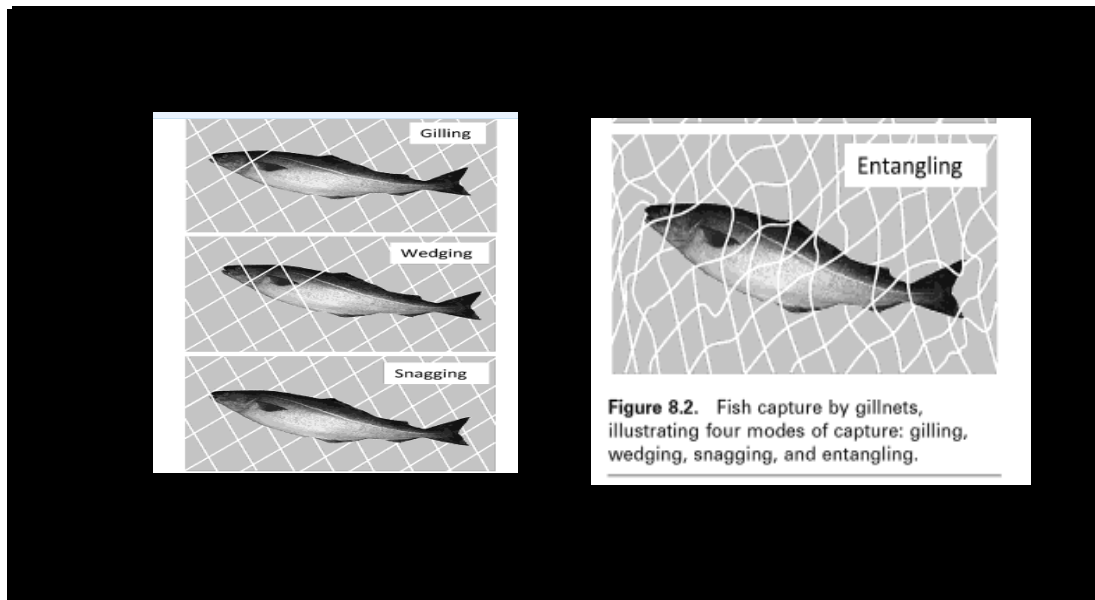 Gilling
Wedging
Snagging
Entangling
Figure 8.2. Fish capture by gillnets,
illustrating four modes of capture: gilling,
wedging, snagging, and entangling.